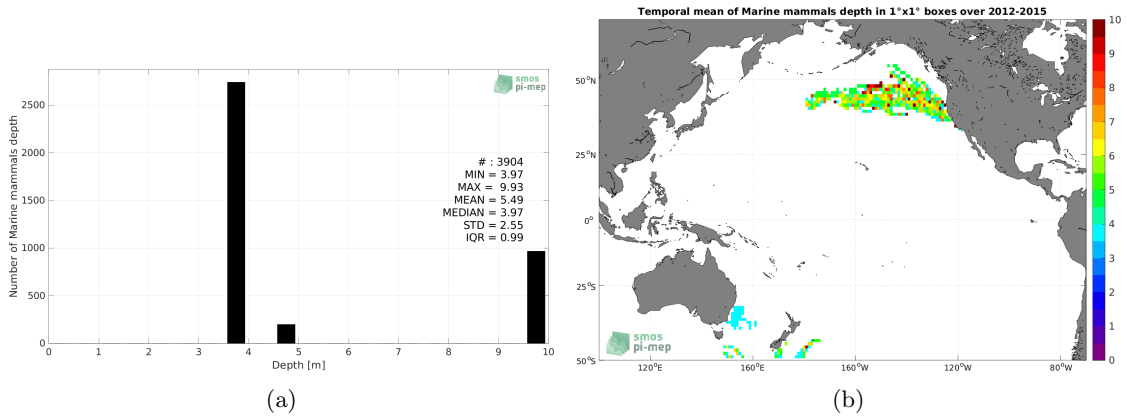 smos
pi-mep
Number of Marine mammals depth
2500
2000
1500
1000
500
0
# : 3904
MIN = 3.97
MAX = 9.93
MEAN = 5.49
MEDIAN = 3.97
STD = 2.55
IQR = 0.99
0 1 2 3 4 5 6 7 8 9 10
Depth [m]
(a)
Temporal mean of Marine mammals depth in 1°x1° boxes over 2012-2015
50°N
25°N
0°
25°S
50°S
120°E 160°E 160°W 120°W 80°W
smos
pi-mep
10
9
8
7
6
5
4
3
2
1
0
(b)